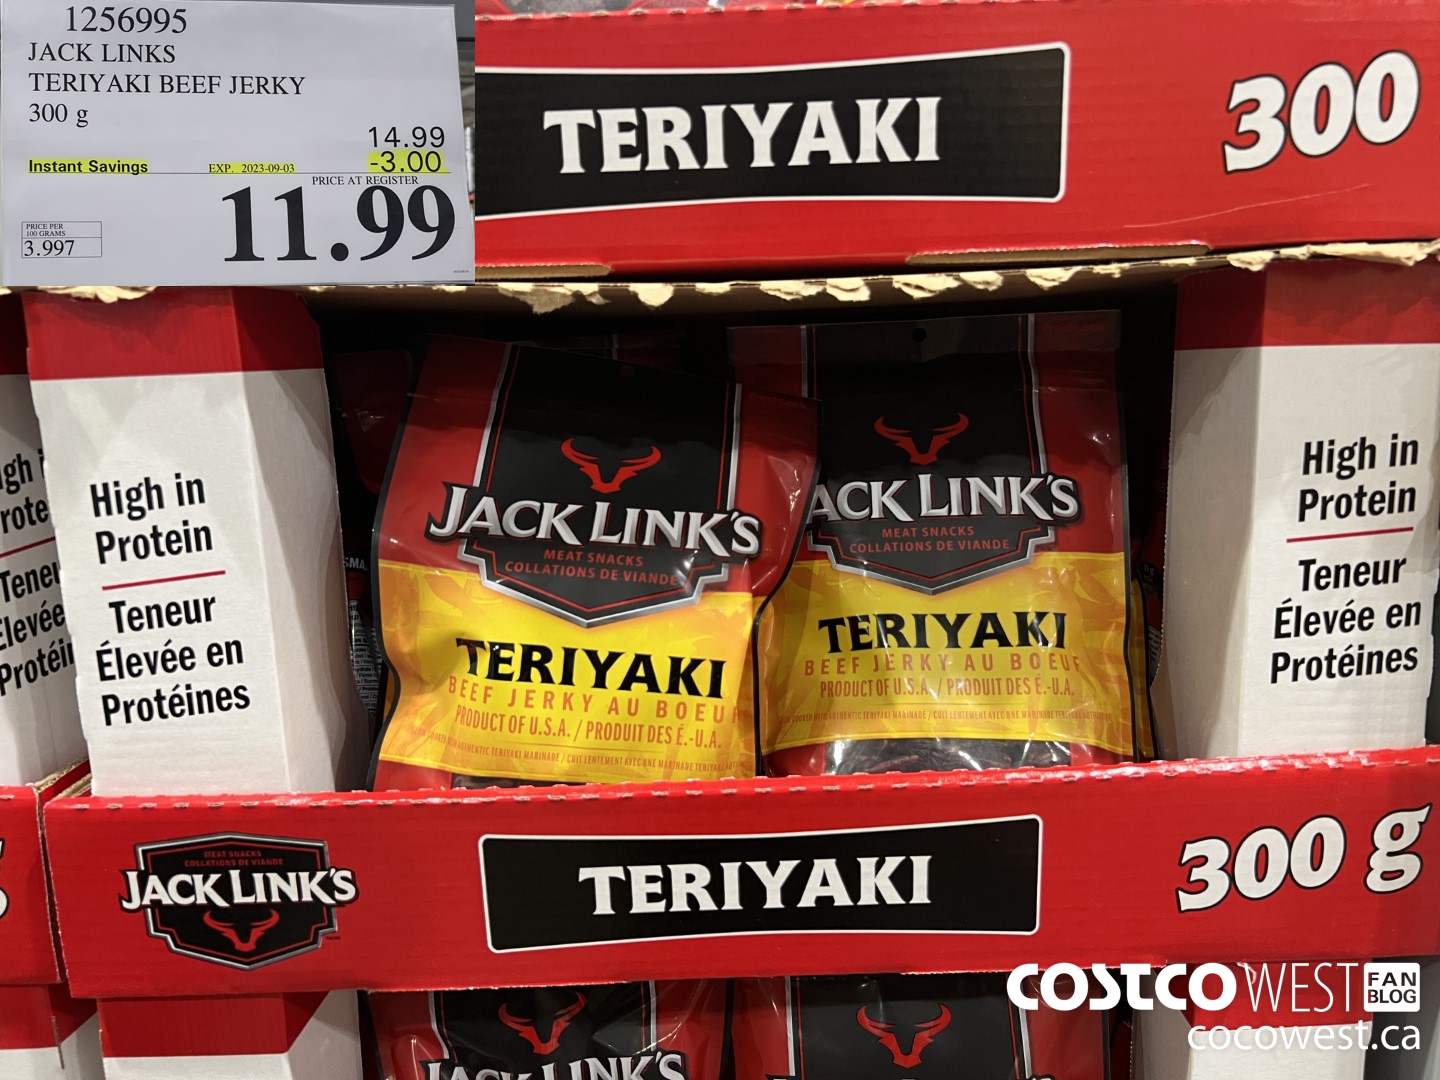 1256995
JACK LINKS
TERIYAKI BEEF JERKY
300 g
14.99
Instant Savings EXP. 2023-09-03 -3.00
PRICE AT REGISTER
11.99
PRICE PER
100 GRAMS
3.997
TERIYAKI 300
High in
Protein
Teneur
Élevée en
Protéines
JACK LINK'S
MEAT SNACKS
COLLATIONS DE VIANDE
TERIYAKI
BEEF JERKY AU BOEUF
PRODUCT OF U.S.A. / PRODUIT DES É.-U.A.
ACK LINK'S
MEAT SNACKS
COLLATIONS DE VIANDE
TERIYAKI
BEEF JERKY AU BOEUF
PRODUCT OF U.S.A. / PRODUIT DES É.-U.A.
High in
Protein
Teneur
Élevée en
Protéines
MEAT SNACKS
COLLATIONS DE VIANDE
JACK LINK'S
TERIYAKI
300 g
JACK LINK'S
COSTCO WEST FAN BLOG
cocowest.ca